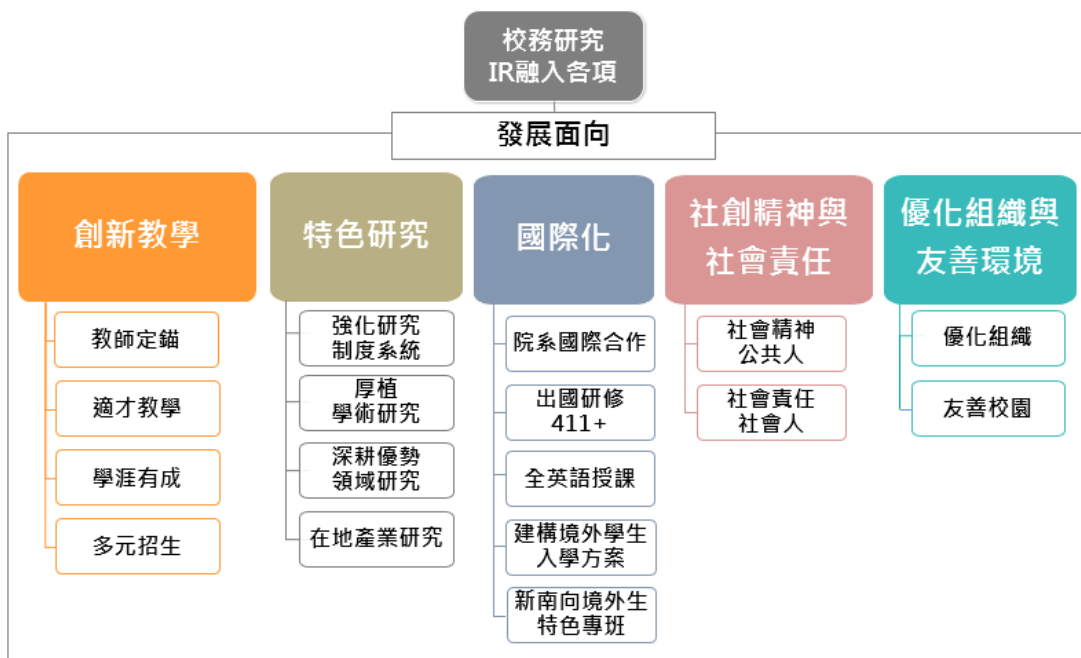 校務研究
IR融入各項
發展面向
創新教學
教師定錨
適才教學
學涯有成
多元招生
特色研究
強化研究
制度系統
厚植
學術研究
深耕優勢
領域研究
在地產業研究
國際化
院系國際合作
出國研修
411+
全英語授課
建構境外學生
入學方案
新南向境外生
特色專班
社創精神與
社會責任
社會精神
公共人
社會責任
社會人
優化組織與
友善環境
優化組織
友善校園